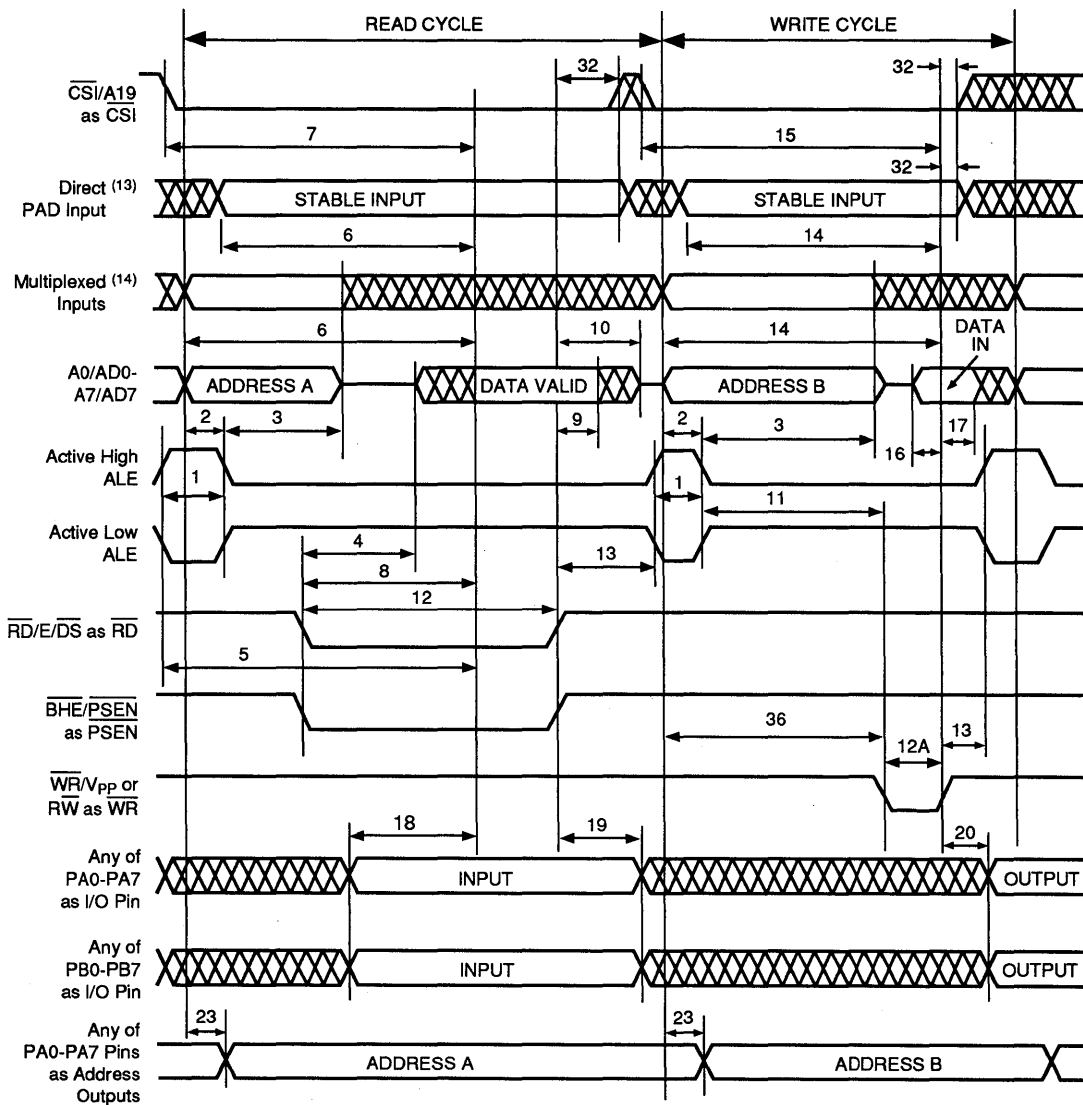 READ CYCLE
WRITE CYCLE
32
32
CSI/A19
as CSI
7
15
32
Direct (13)
PAD Input
STABLE INPUT
STABLE INPUT
6
14
Multiplexed (14)
Inputs
6
10
14
DATA
IN
A0/AD0-
A7/AD7
ADDRESS A
DATA VALID
ADDRESS B
2
3
9
2
3
16
17
Active High
ALE
1
1
11
Active Low
ALE
4
13
8
12
RD/E/DS as RD
5
BHE/PSEN
as PSEN
36
12A
13
WR/VPP or
RW as WR
18
19
20
Any of
PA0-PA7
as I/O Pin
INPUT
OUTPUT
Any of
PB0-PB7
as I/O Pin
INPUT
OUTPUT
23
23
Any of
PA0-PA7 Pins
as Address
Outputs
ADDRESS A
ADDRESS B